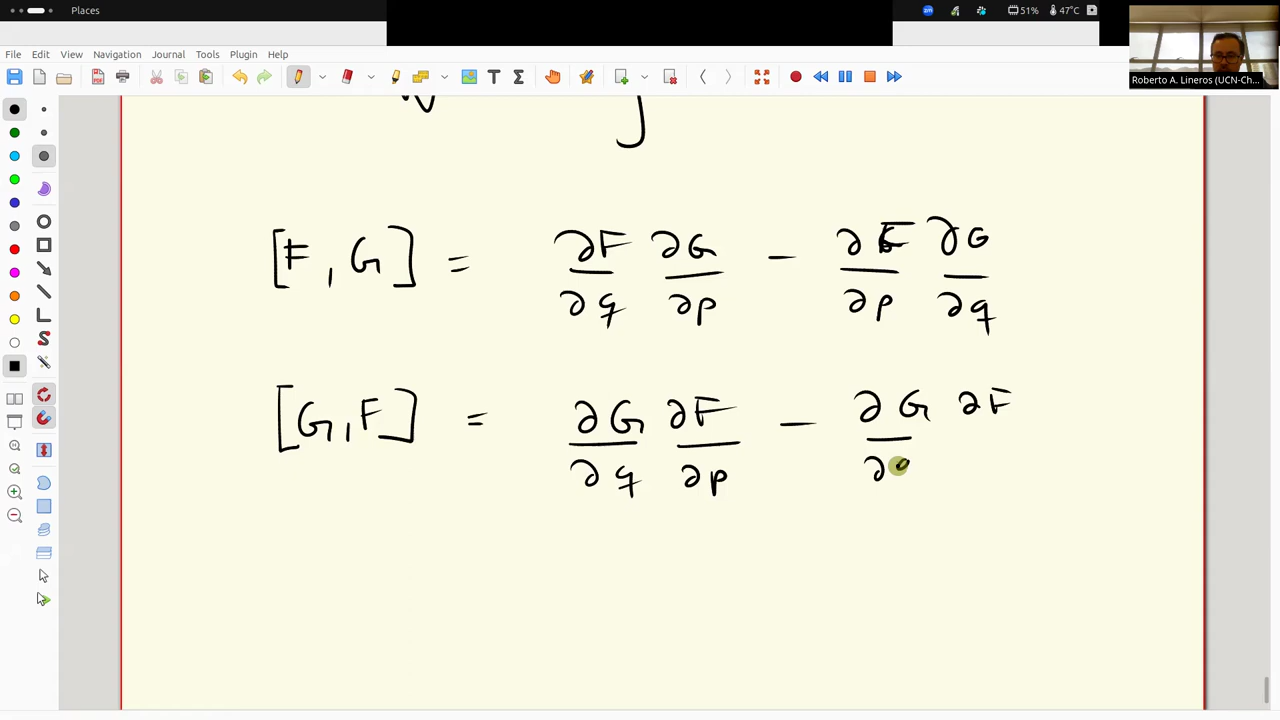 Places
51% 47°C
File Edit View Navigation Journal Tools Plugin Help
Roberto A. Lineros (UCN-Ch...
[F, G] = ∂F/∂q ∂G/∂p − ∂F/∂p ∂G/∂q
[G, F] = ∂G/∂q ∂F/∂p − ∂G/∂ ∂F